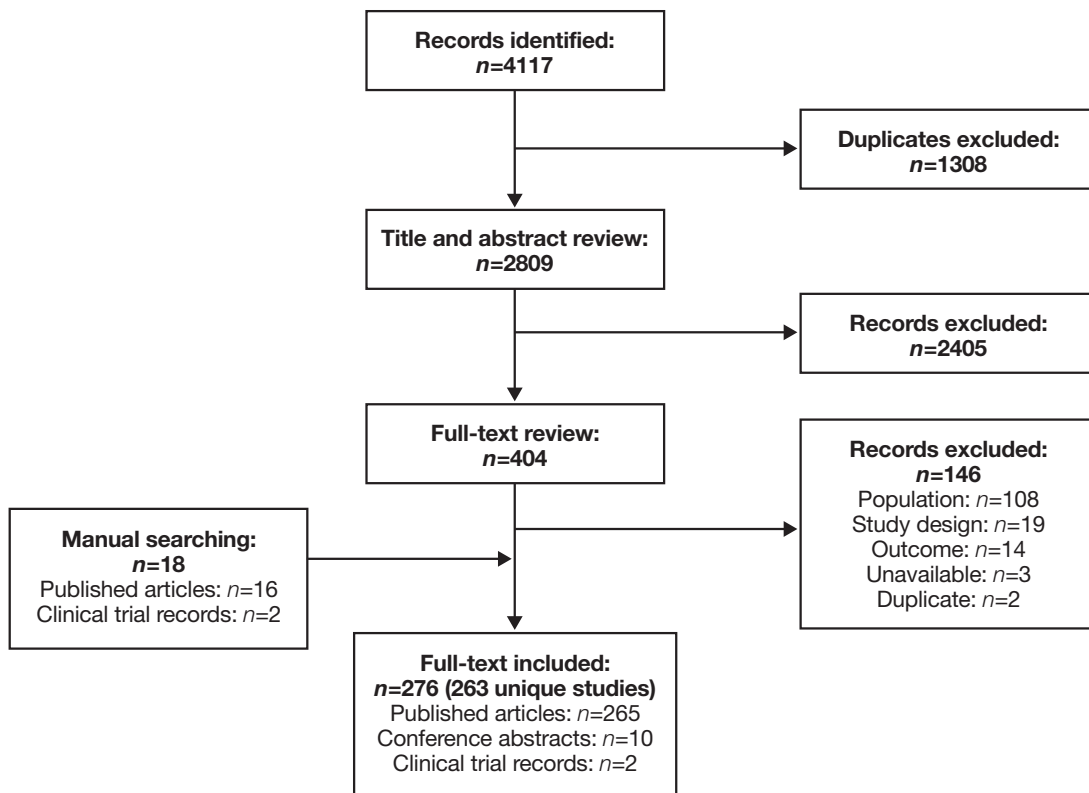 Records identified:
n=4117
Duplicates excluded:
n=1308
Title and abstract review:
n=2809
Records excluded:
n=2405
Full-text review:
n=404
Records excluded:
n=146
Population: n=108
Study design: n=19
Outcome: n=14
Unavailable: n=3
Duplicate: n=2
Manual searching:
n=18
Published articles: n=16
Clinical trial records: n=2
Full-text included:
n=276 (263 unique studies)
Published articles: n=265
Conference abstracts: n=10
Clinical trial records: n=2